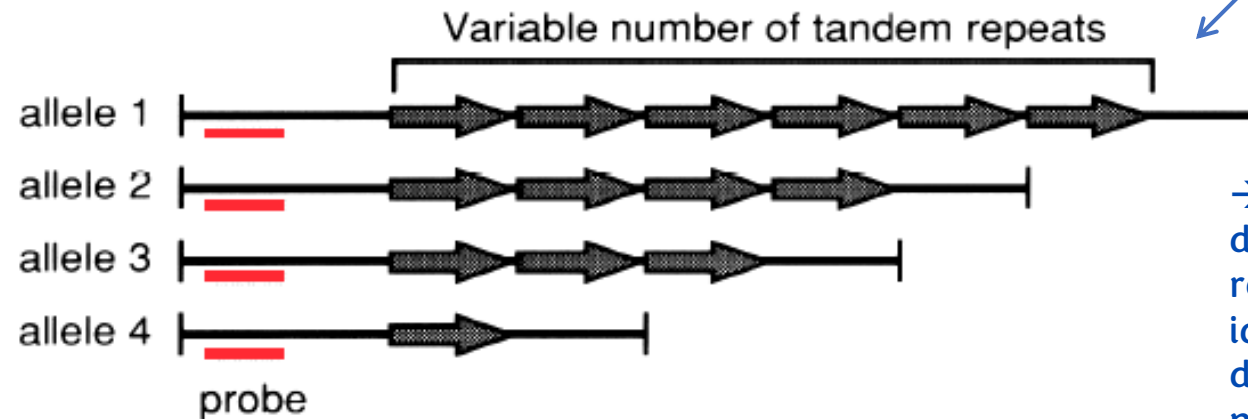 Variable number of tandem repeats
allele 1
allele 2
allele 3
allele 4
probe
→